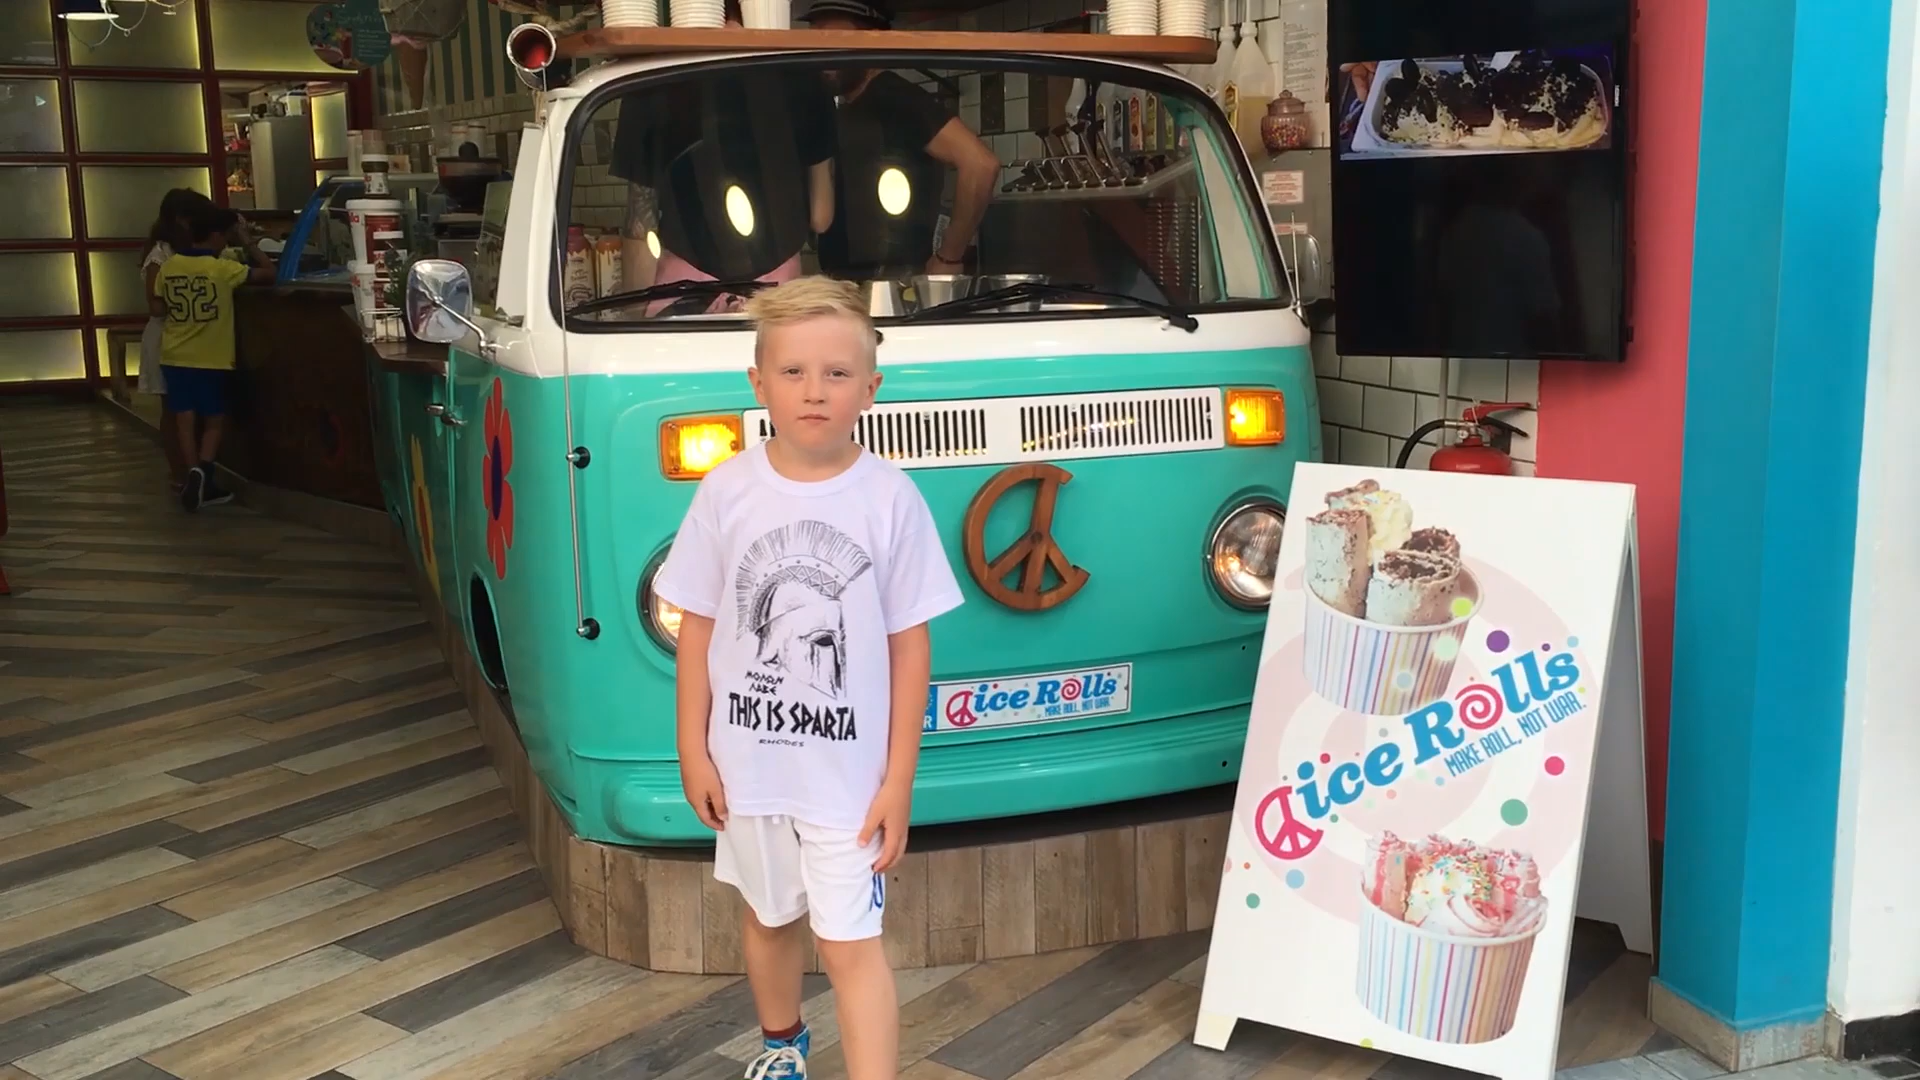 52
ΜΟΛΩΝ
ΛΑΒΕ
THIS IS SPARTA
RHODES
R
ice Rolls
MAKE ROLL, NOT WAR.
ice Rolls
MAKE ROLL, NOT WAR.